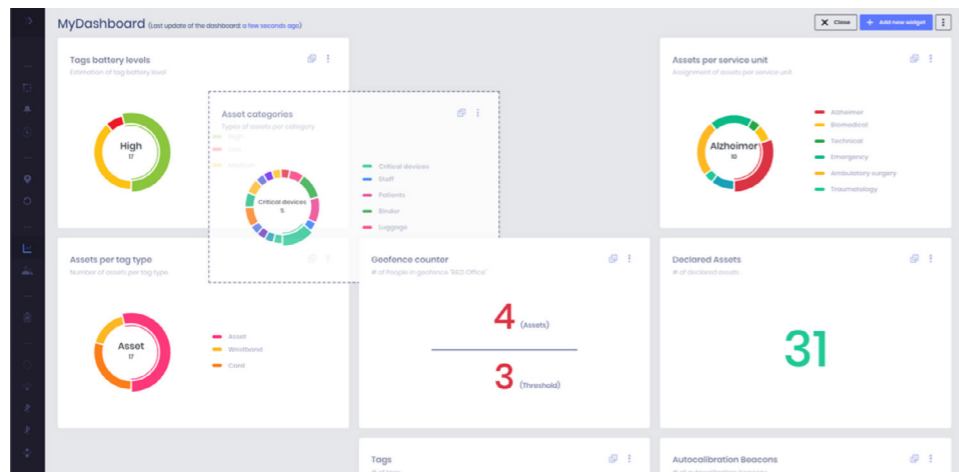 MyDashboard (Last update of the dashboard: a few seconds ago)
Close
Add new widget
Tags battery levels
Estimation of tag battery level
High
17
Asset categories
Types of assets per category
High
Low
Medium
Critical devices
5
Critical devices
Staff
Patients
Binder
Luggage
Assets per service unit
Assignment of assets per service unit
Alzheimer
10
Alzheimer
Biomedical
Technical
Emergency
Ambulatory surgery
Traumatology
Assets per tag type
Number of assets per tag type
Asset
17
Asset
Wristband
Card
Geofence counter
# of People in geofence "R&D Office"
4 (Assets)
3 (Threshold)
Declared Assets
# of declared assets
31
Tags
# of tags
Autocalibration Beacons
# of autocalibration beacons